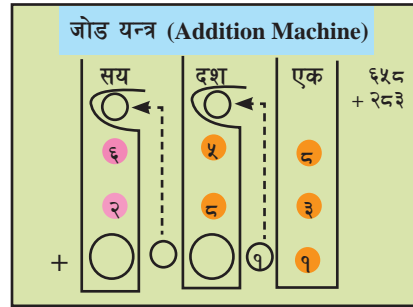 जोड यन्त्र (Addition Machine)
सय दश एक
६५८
+ २८३
६ ५ ८
२ ८ ३
+ १ १